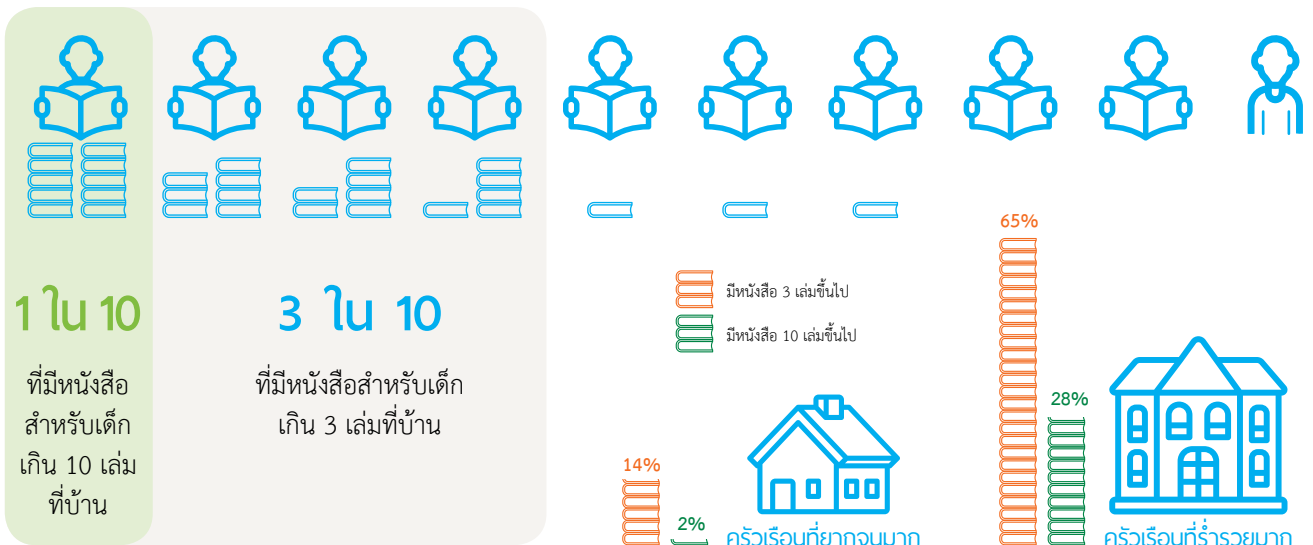 1 ใน 10
ที่มีหนังสือ
สำหรับเด็ก
เกิน 10 เล่ม
ที่บ้าน
3 ใน 10
ที่มีหนังสือสำหรับเด็ก
เกิน 3 เล่มที่บ้าน
มีหนังสือ 3 เล่มขึ้นไป
มีหนังสือ 10 เล่มขึ้นไป
14%
2%
ครัวเรือนที่ยากจนมาก
65%
28%
ครัวเรือนที่ร่ำรวยมาก